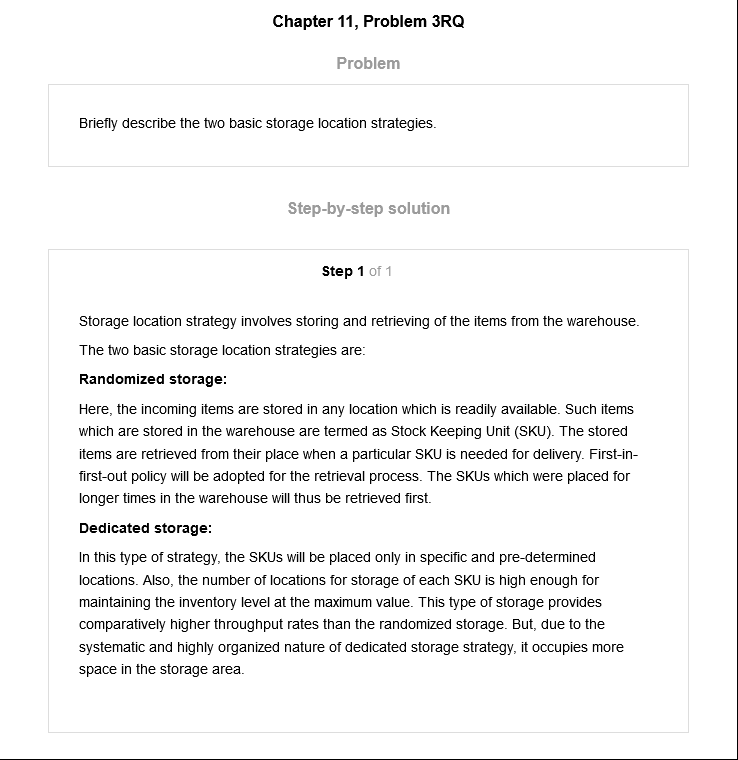 Chapter 11, Problem 3RQ
Problem
Briefly describe the two basic storage location strategies.
Step-by-step solution
Step 1 of 1
Storage location strategy involves storing and retrieving of the items from the warehouse.
The two basic storage location strategies are:
Randomized storage:
Here, the incoming items are stored in any location which is readily available. Such items
which are stored in the warehouse are termed as Stock Keeping Unit (SKU). The stored
items are retrieved from their place when a particular SKU is needed for delivery. First-in-
first-out policy will be adopted for the retrieval process. The SKUs which were placed for
longer times in the warehouse will thus be retrieved first.
Dedicated storage:
In this type of strategy, the SKUs will be placed only in specific and pre-determined
locations. Also, the number of locations for storage of each SKU is high enough for
maintaining the inventory level at the maximum value. This type of storage provides
comparatively higher throughput rates than the randomized storage. But, due to the
systematic and highly organized nature of dedicated storage strategy, it occupies more
space in the storage area.